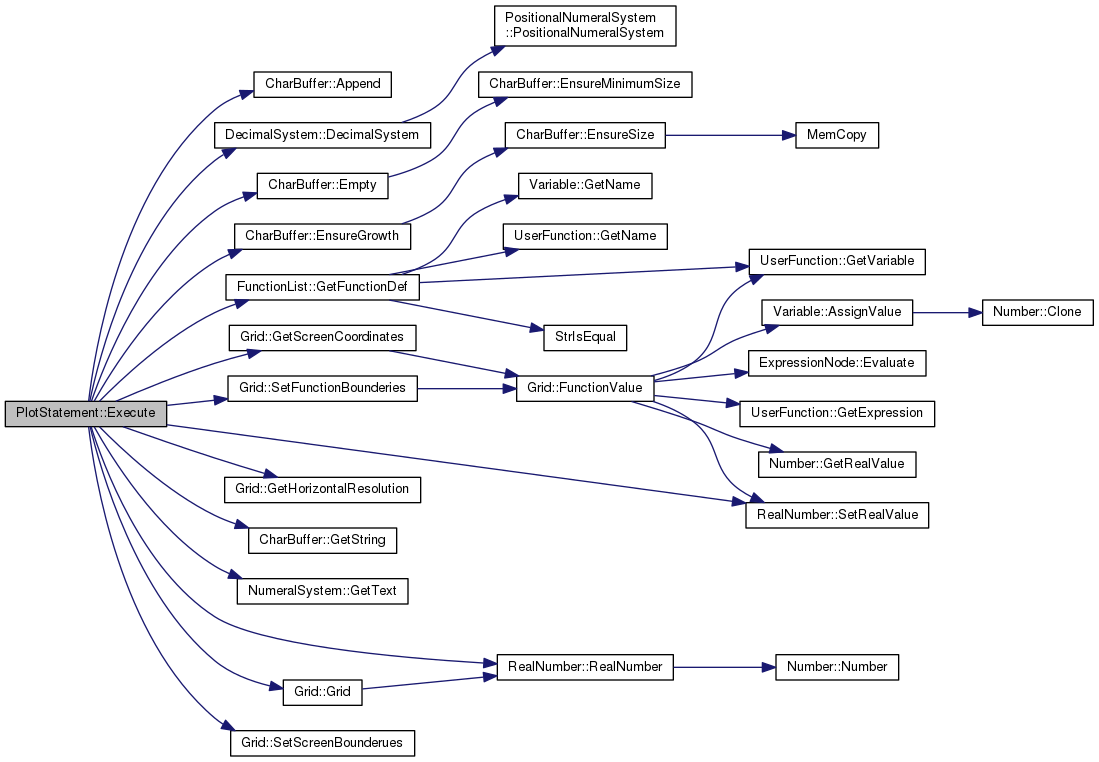 PositionalNumeralSystem
::PositionalNumeralSystem
CharBuffer::Append
CharBuffer::EnsureMinimumSize
DecimalSystem::DecimalSystem
CharBuffer::EnsureSize
MemCopy
CharBuffer::Empty
Variable::GetName
CharBuffer::EnsureGrowth
UserFunction::GetName
UserFunction::GetVariable
FunctionList::GetFunctionDef
Variable::AssignValue
Number::Clone
Grid::GetScreenCoordinates
StrIsEqual
ExpressionNode::Evaluate
Grid::SetFunctionBounderies
Grid::FunctionValue
PlotStatement::Execute
UserFunction::GetExpression
Number::GetRealValue
Grid::GetHorizontalResolution
RealNumber::SetRealValue
CharBuffer::GetString
NumeralSystem::GetText
RealNumber::RealNumber
Number::Number
Grid::Grid
Grid::SetScreenBounderues